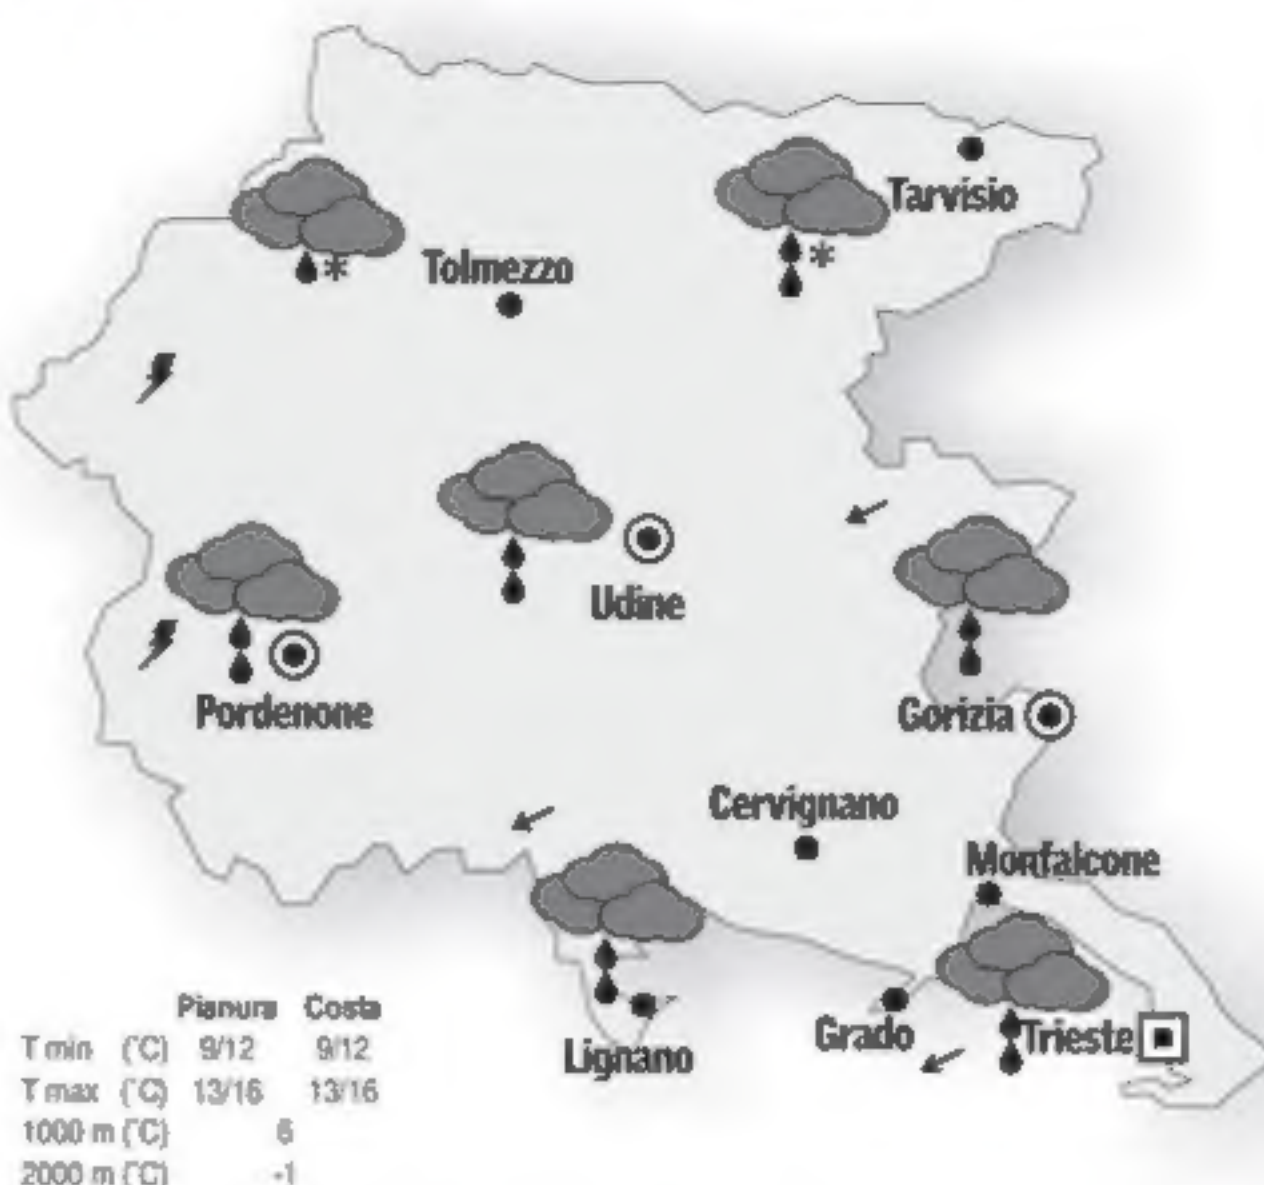 Tarvisio
Tolmezzo
Udine
Pordenone
Gorizia
Cervignano
Monfalcone
Grado
Trieste
Lignano
Pianura Costa
T min (°C) 9/12 9/12
T max (°C) 13/16 13/16
1000 m (°C) 6
2000 m (°C) -1